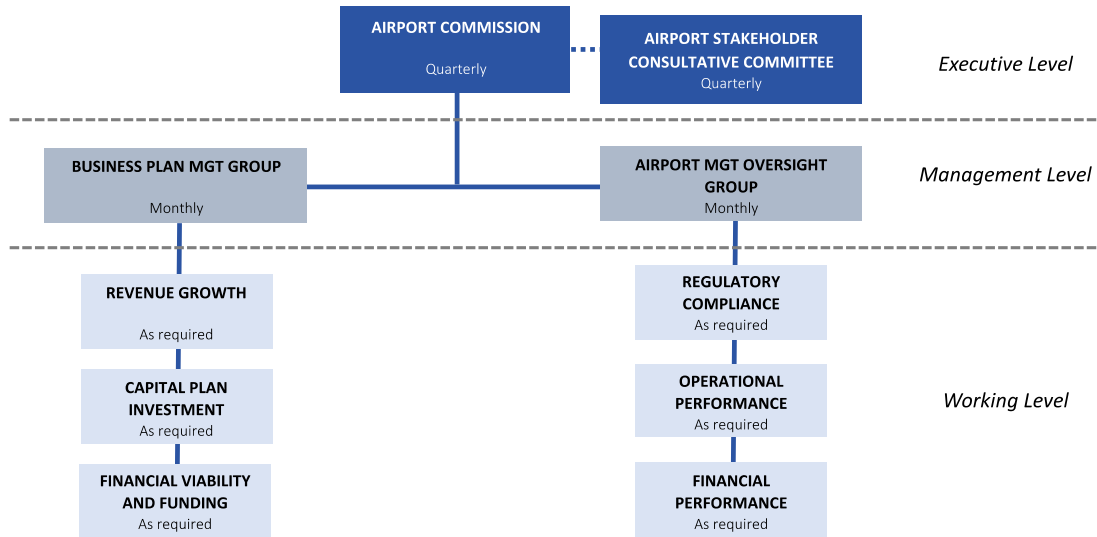 AIRPORT COMMISSION
Quarterly
AIRPORT STAKEHOLDER
CONSULTATIVE COMMITTEE
Quarterly
Executive Level
BUSINESS PLAN MGT GROUP
Monthly
AIRPORT MGT OVERSIGHT
GROUP
Monthly
Management Level
REVENUE GROWTH
As required
CAPITAL PLAN
INVESTMENT
As required
FINANCIAL VIABILITY
AND FUNDING
As required
REGULATORY
COMPLIANCE
As required
OPERATIONAL
PERFORMANCE
As required
FINANCIAL
PERFORMANCE
As required
Working Level